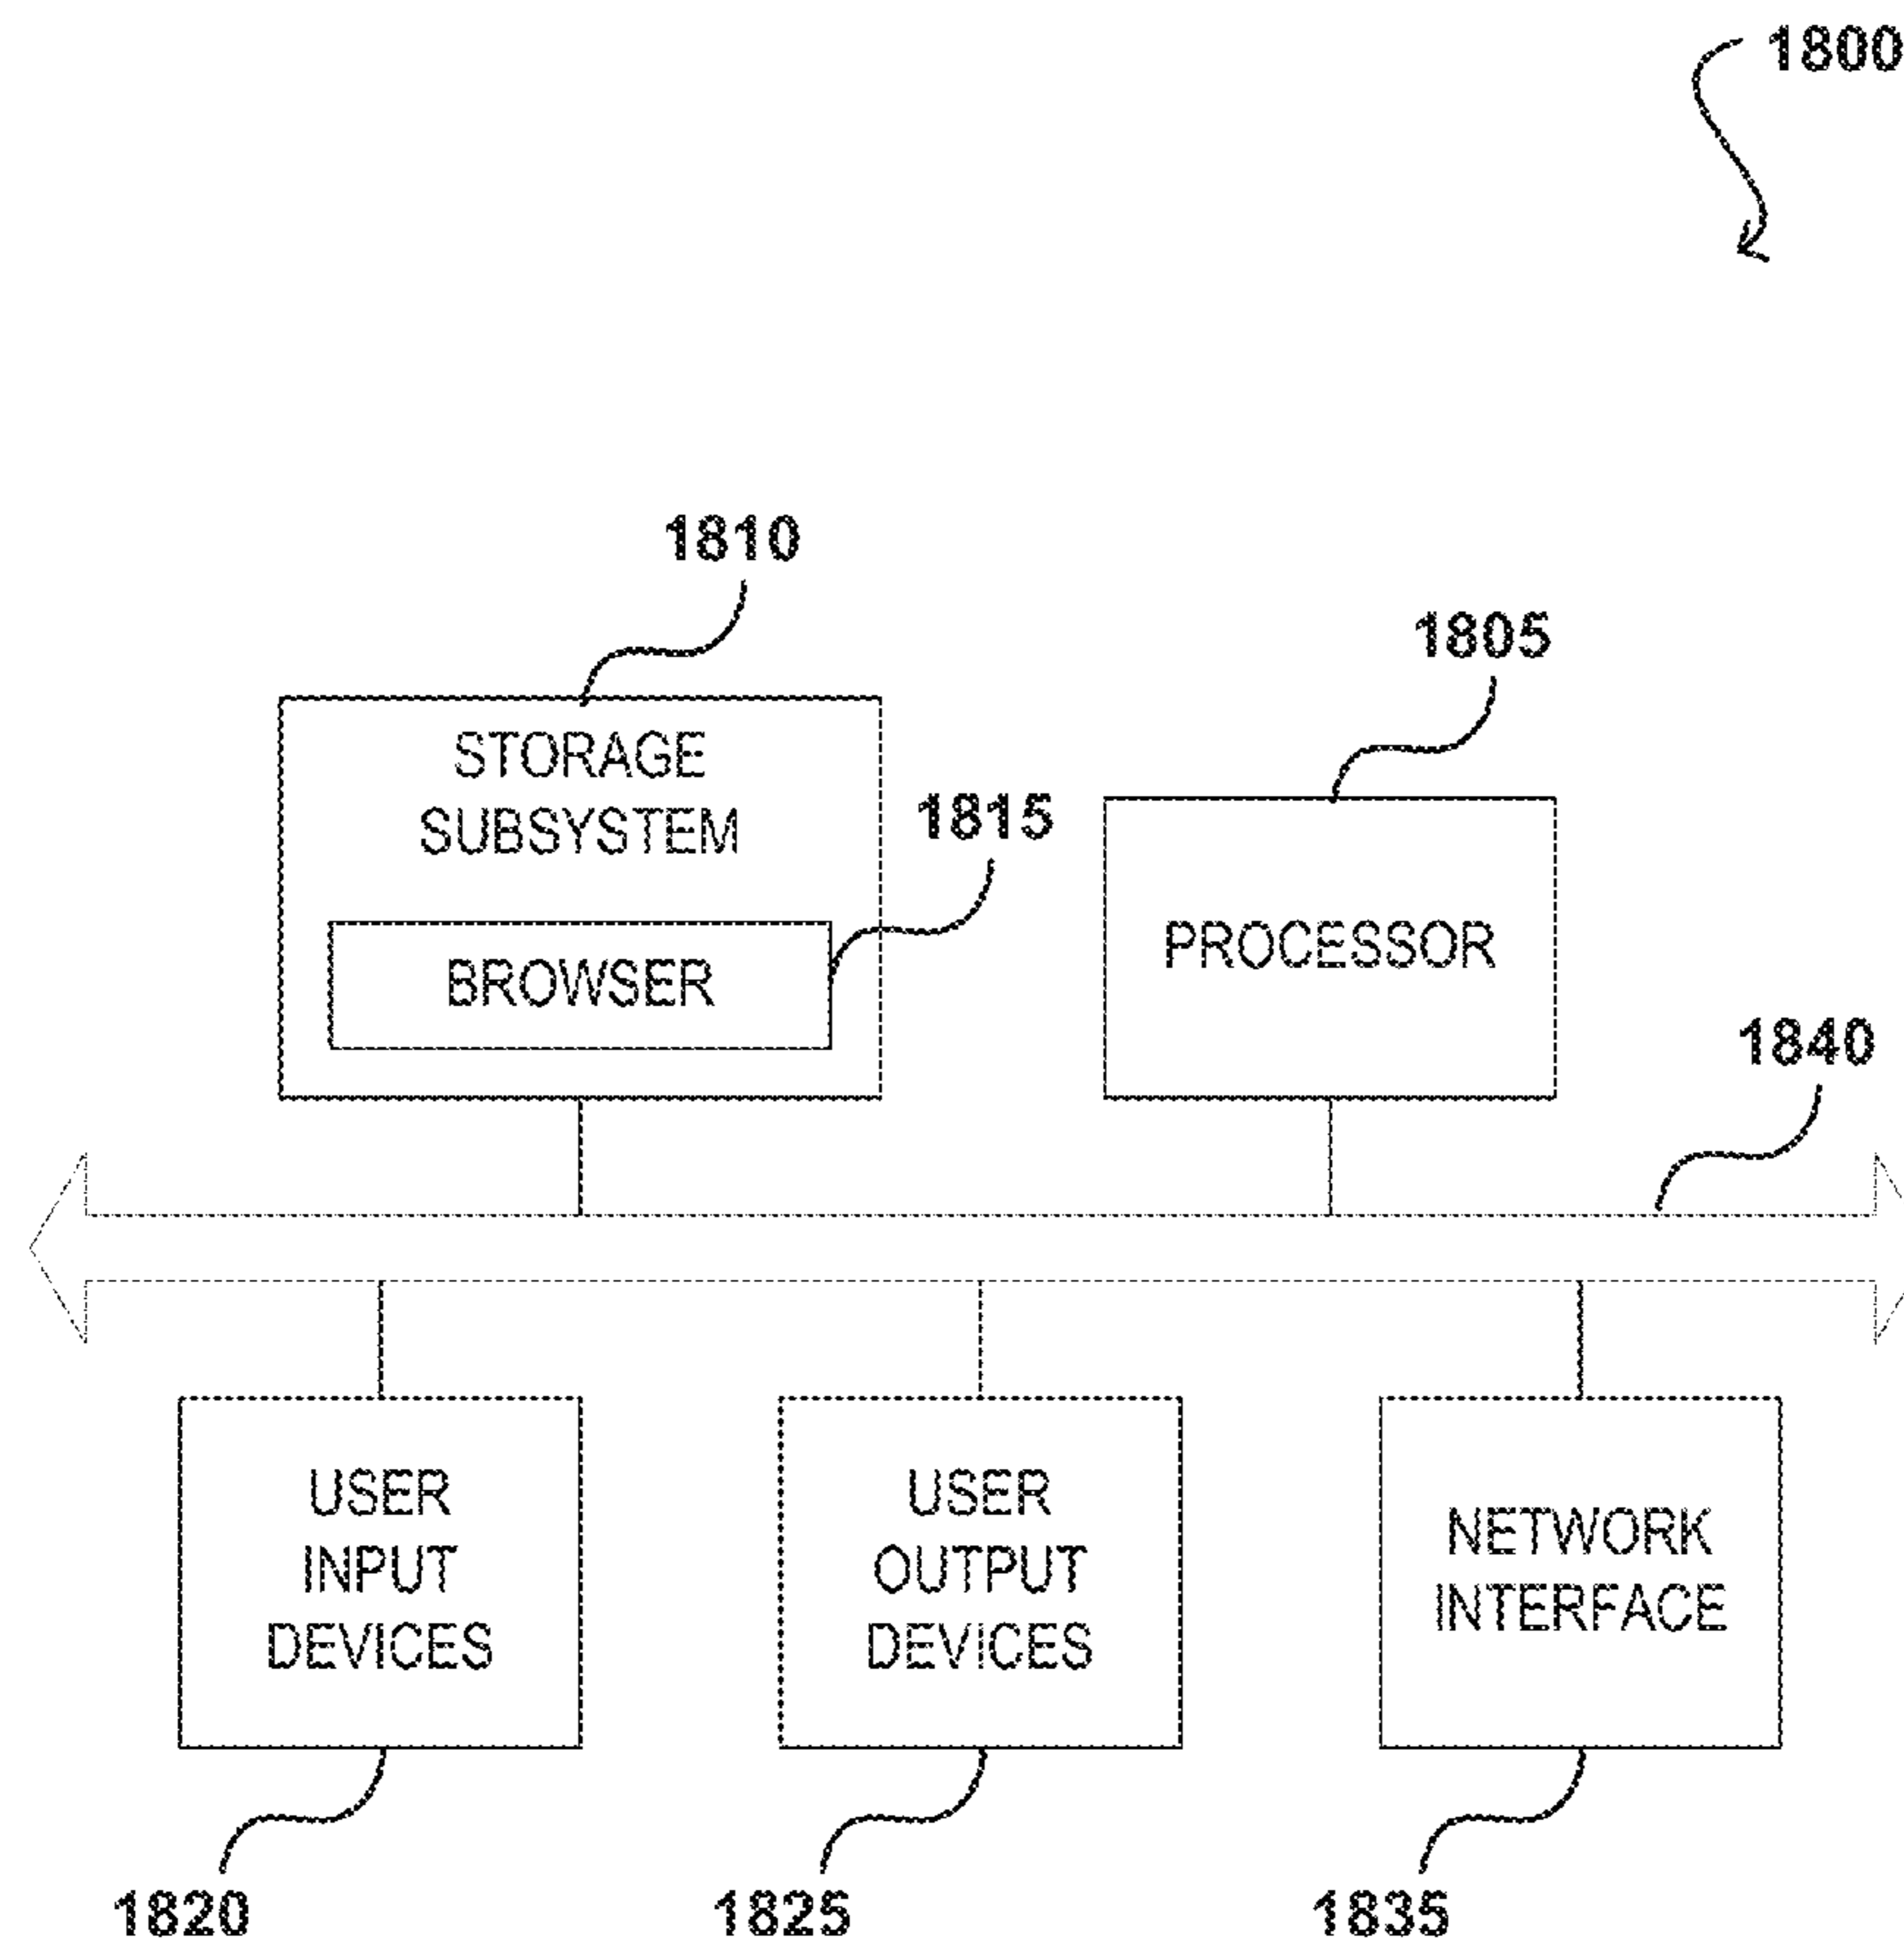 1800
1810
1805
STORAGE
SUBSYSTEM
1815
BROWSER
PROCESSOR
1840
USER
INPUT
DEVICES
USER
OUTPUT
DEVICES
NETWORK
INTERFACE
1820
1825
1835